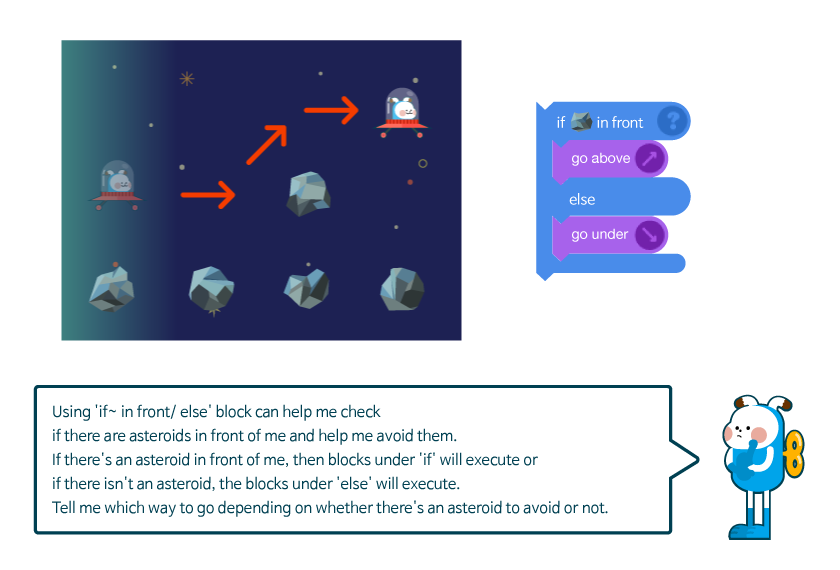 if in front ?
go above
else
go under
Using 'if~ in front/ else' block can help me check
if there are asteroids in front of me and help me avoid them.
If there's an asteroid in front of me, then blocks under 'if' will execute or
if there isn't an asteroid, the blocks under 'else' will execute.
Tell me which way to go depending on whether there's an asteroid to avoid or not.